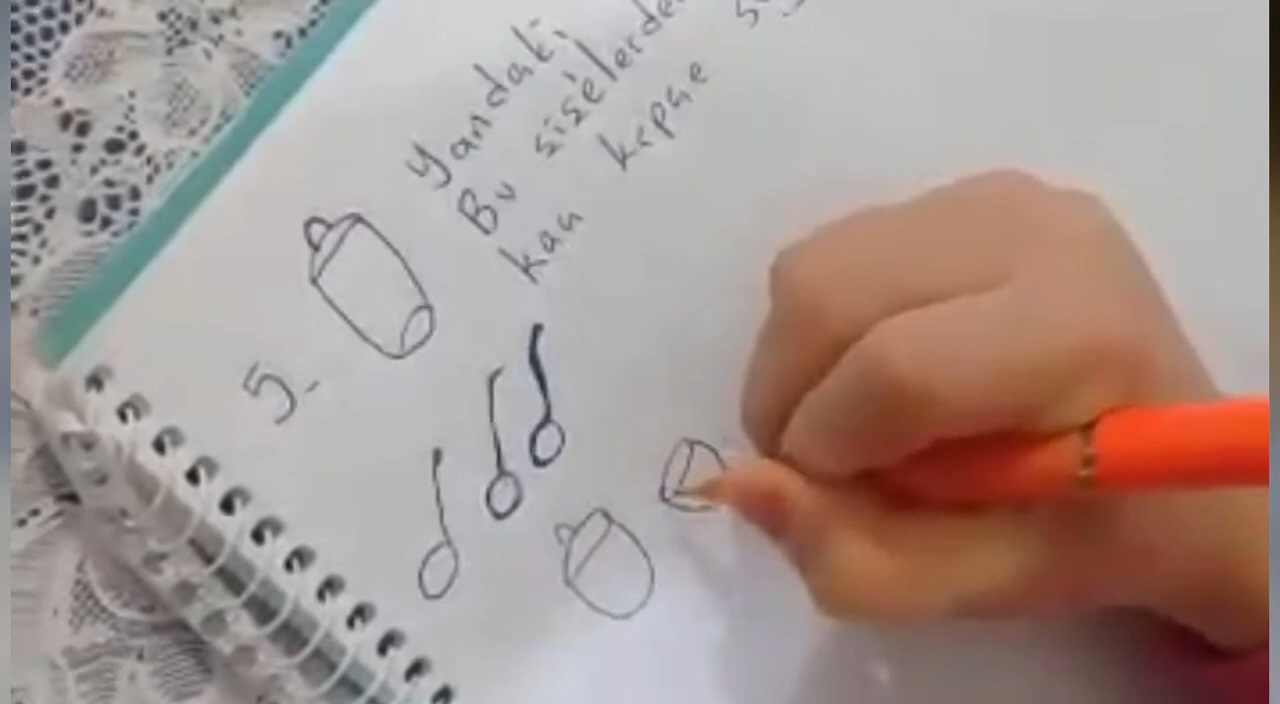 Yandaki
Bu şişelerde
kaç kepçe
5-